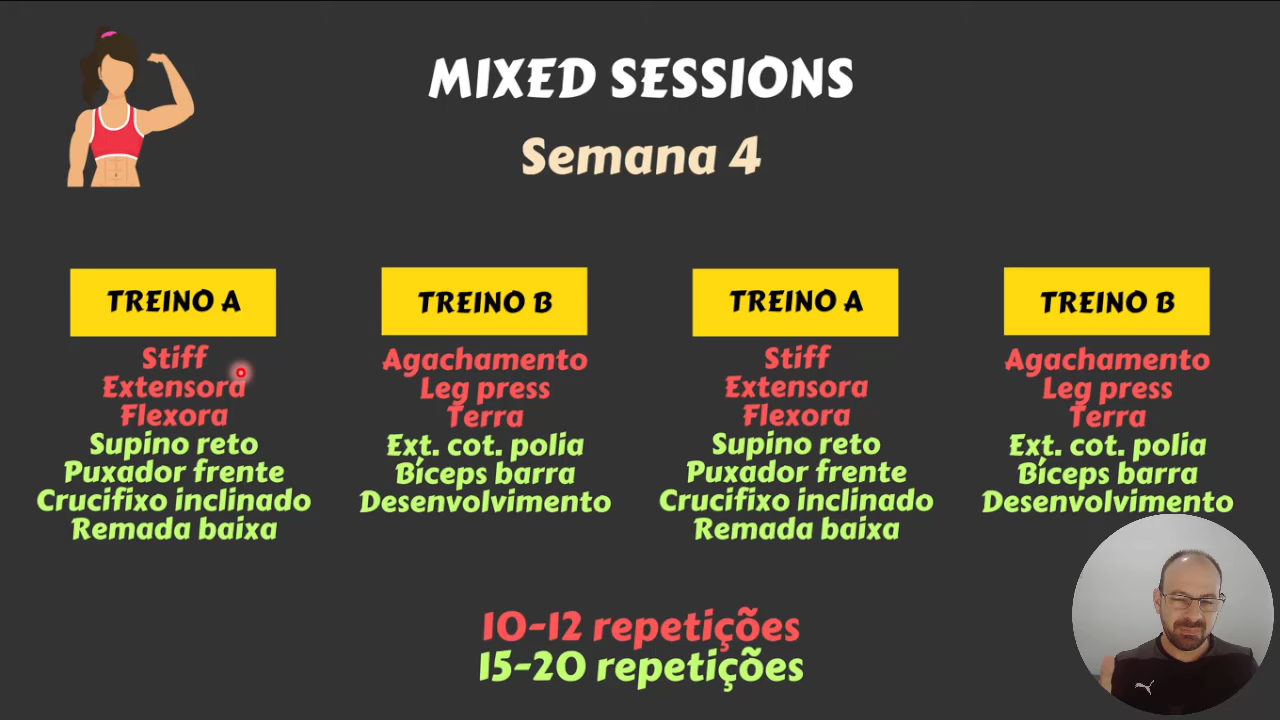 MIXED SESSIONS
Semana 4
TREINO A
Stiff
Extensora
Flexora
Supino reto
Puxador frente
Crucifixo inclinado
Remada baixa
TREINO B
Agachamento
Leg press
Terra
Ext. cot. polia
Bíceps barra
Desenvolvimento
TREINO A
Stiff
Extensora
Flexora
Supino reto
Puxador frente
Crucifixo inclinado
Remada baixa
TREINO B
Agachamento
Leg press
Terra
Ext. cot. polia
Bíceps barra
Desenvolvimento
10-12 repetições
15-20 repetições